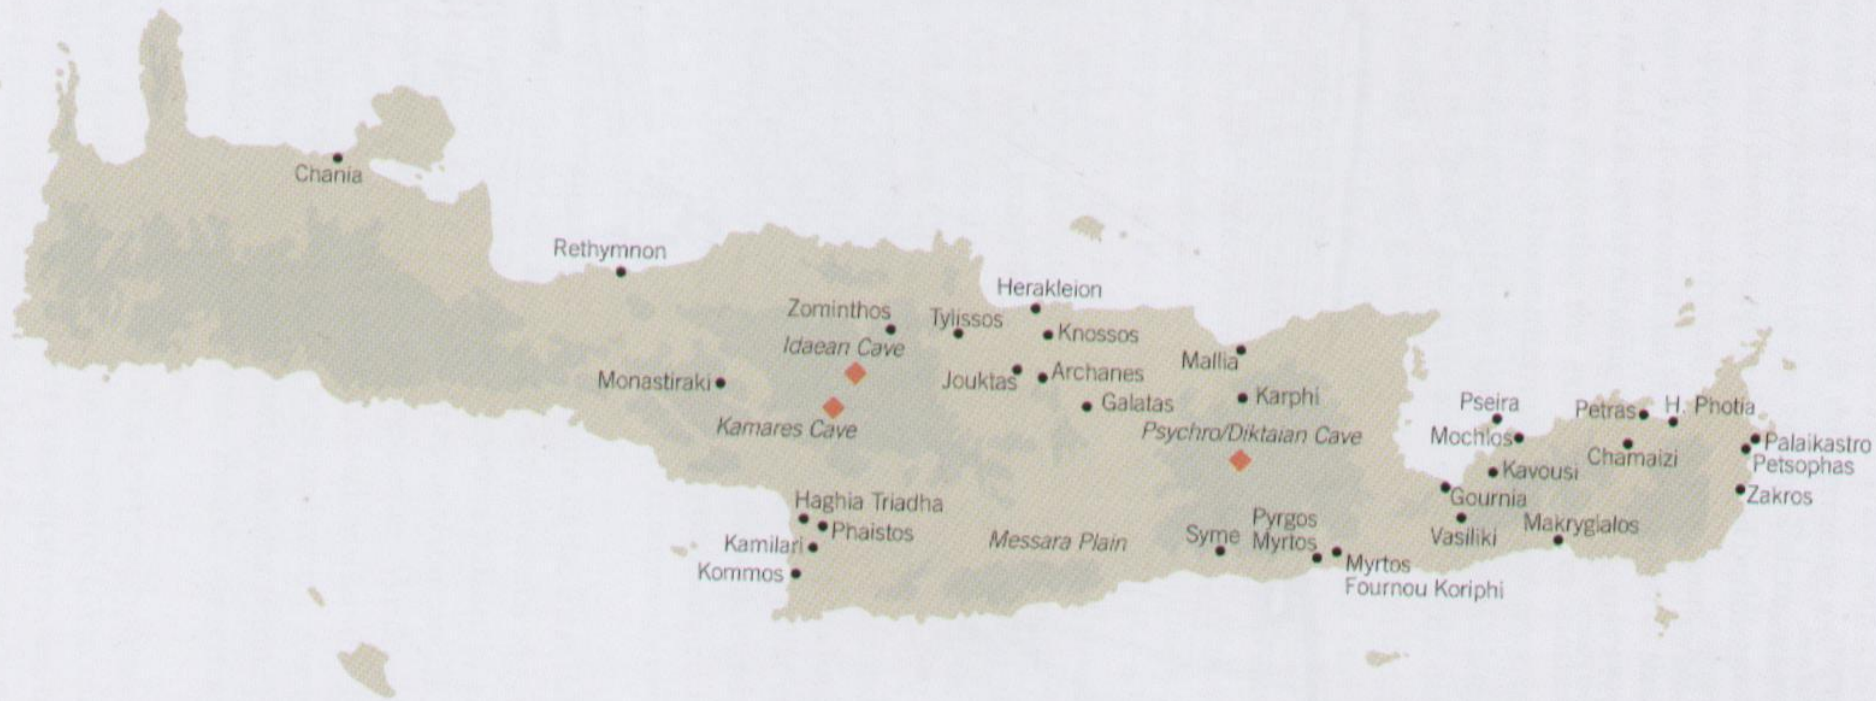 Chania
Rethymnon
Herakleion
Zominthos
Tylissos
Knossos
Idaean Cave
Mallia
Monastiraki
Jouktas
Archanes
Karphi
Galatas
Kamares Cave
Psychro/Diktaian Cave
Pseira
Petras
H. Photia
Mochlos
Palaikastro
Chamaizi
Petsophas
Kavousi
Gournia
Zakros
Haghia Triadha
Phaistos
Kamilari
Kommos
Messara Plain
Syme
Pyrgos
Myrtos
Vasiliki
Makrygialos
Myrtos
Fournou Koriphi